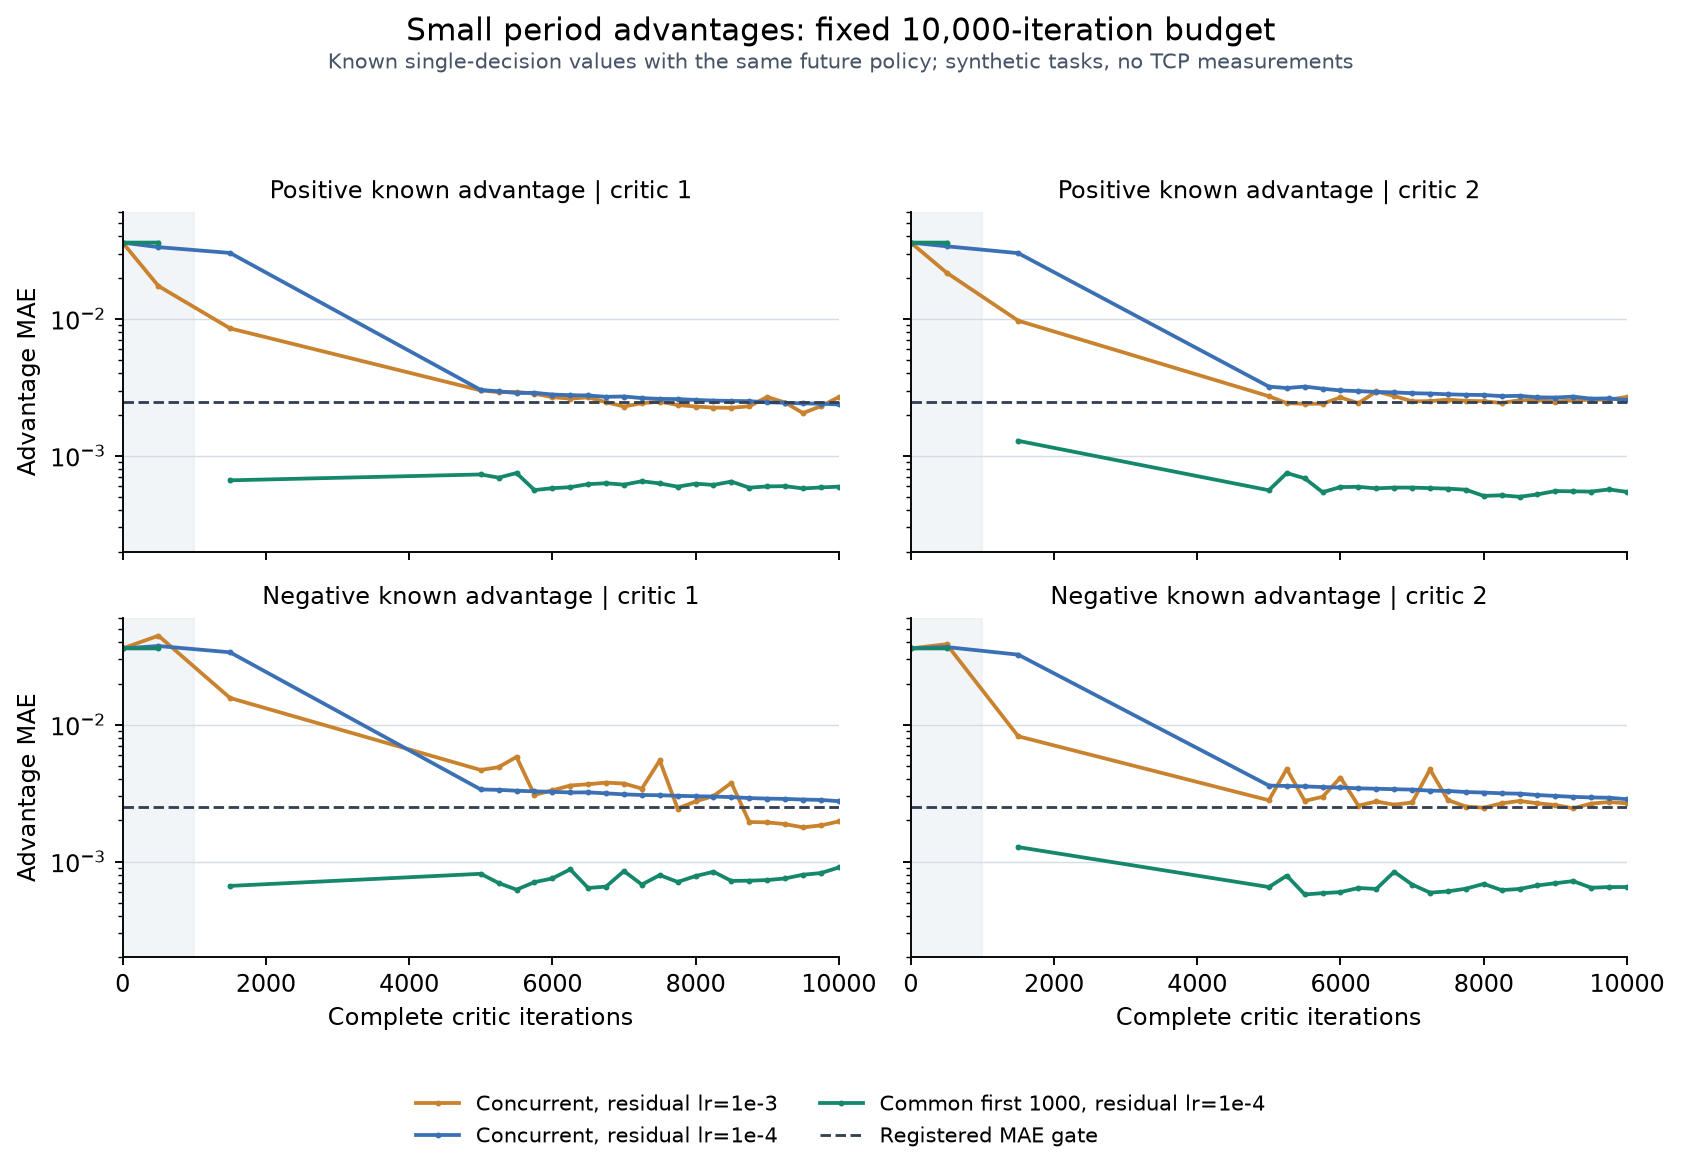 Small period advantages: fixed 10,000-iteration budget
Known single-decision values with the same future policy; synthetic tasks, no TCP measurements
Positive known advantage | critic 1
Positive known advantage | critic 2
Advantage MAE
10⁻²
10⁻³
Negative known advantage | critic 1
Negative known advantage | critic 2
Advantage MAE
10⁻²
10⁻³
0 2000 4000 6000 8000 10000
0 2000 4000 6000 8000 10000
Complete critic iterations
Complete critic iterations
Concurrent, residual lr=1e-3
Concurrent, residual lr=1e-4
Common first 1000, residual lr=1e-4
Registered MAE gate